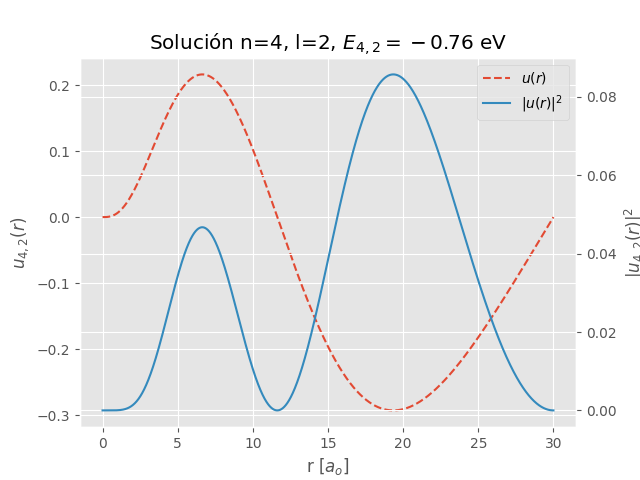 Solución n=4, l=2, $E_{4,2} = -0.76$ eV
u(r)
|u(r)|²
0.2
0.1
0.0
−0.1
−0.2
−0.3
$u_{4,2}(r)$
0.08
0.06
0.04
0.02
0.00
$|u_{4,2}(r)|^2$
0 5 10 15 20 25 30
r [$a_o$]